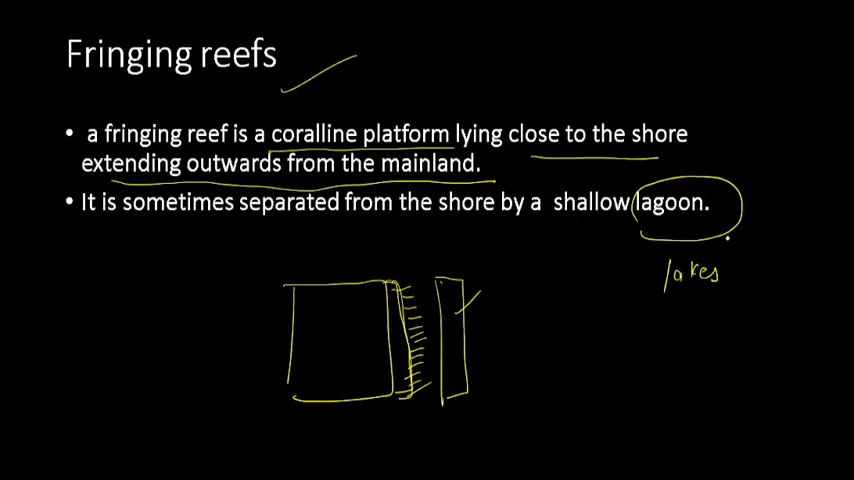 Fringing reefs
• a fringing reef is a coralline platform lying close to the shore
extending outwards from the mainland.
• It is sometimes separated from the shore by a shallow lagoon.
lakes